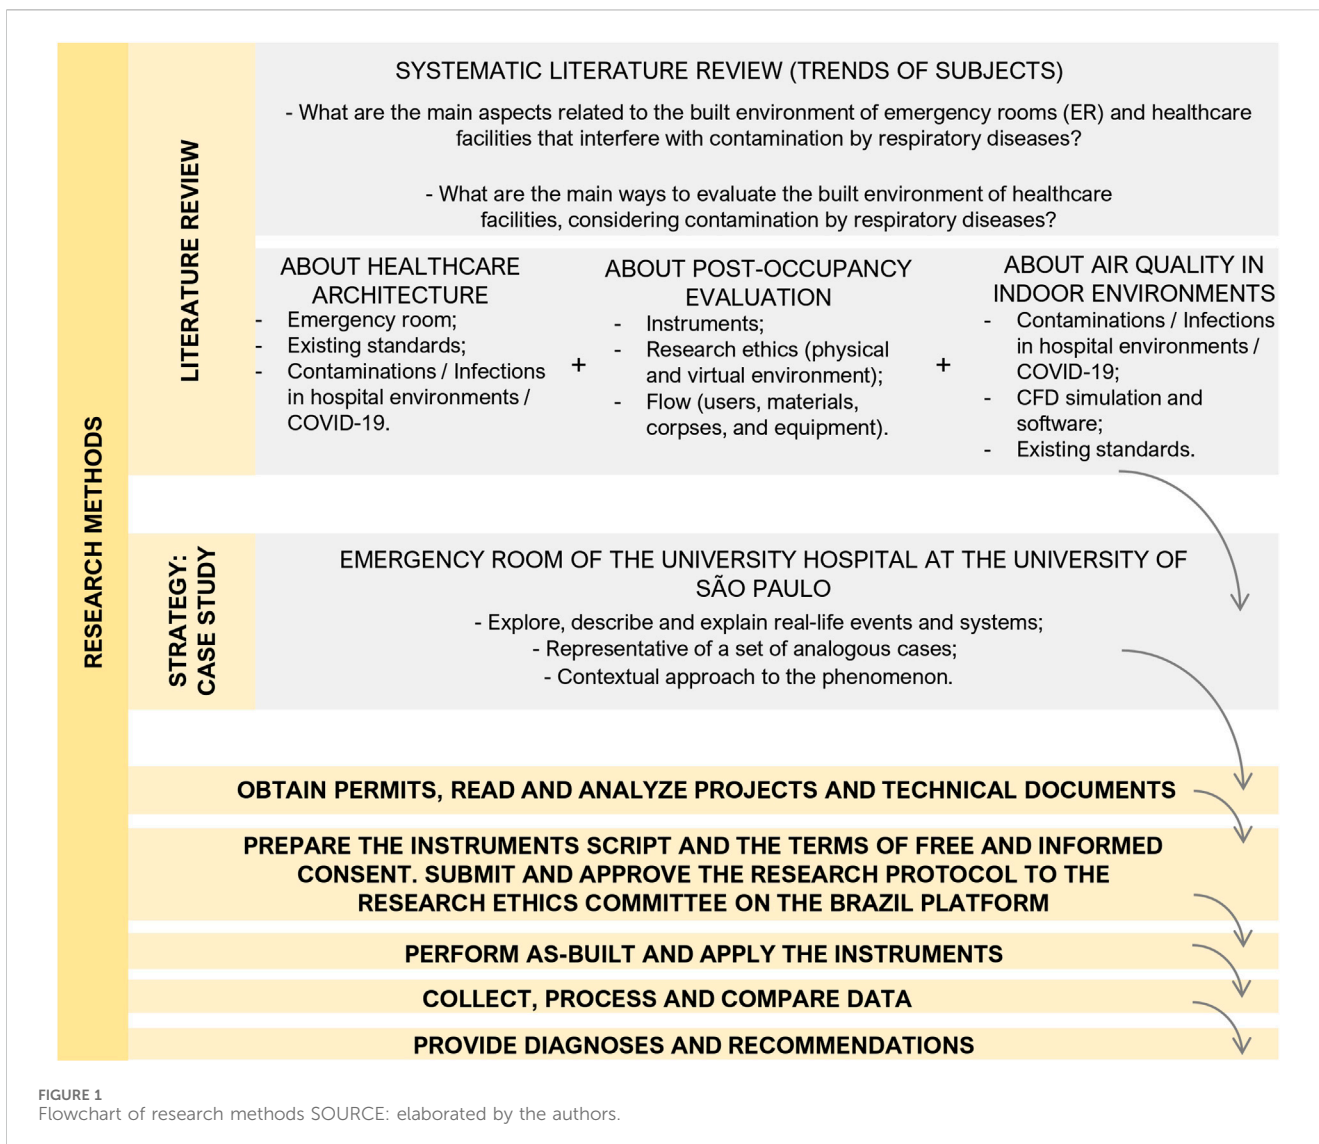 RESEARCH METHODS
LITERATURE REVIEW
SYSTEMATIC LITERATURE REVIEW (TRENDS OF SUBJECTS)
- What are the main aspects related to the built environment of emergency rooms (ER) and healthcare
facilities that interfere with contamination by respiratory diseases?
- What are the main ways to evaluate the built environment of healthcare
facilities, considering contamination by respiratory diseases?
ABOUT HEALTHCARE
ARCHITECTURE
- Emergency room;
- Existing standards;
- Contaminations / Infections
in hospital environments /
COVID-19.
+
ABOUT POST-OCCUPANCY
EVALUATION
- Instruments;
- Research ethics (physical
and virtual environment);
- Flow (users, materials,
corpses, and equipment).
+
ABOUT AIR QUALITY IN
INDOOR ENVIRONMENTS
- Contaminations / Infections
in hospital environments /
COVID-19;
- CFD simulation and
software;
- Existing standards.
STRATEGY:
CASE STUDY
EMERGENCY ROOM OF THE UNIVERSITY HOSPITAL AT THE UNIVERSITY OF
SÃO PAULO
- Explore, describe and explain real-life events and systems;
- Representative of a set of analogous cases;
- Contextual approach to the phenomenon.
OBTAIN PERMITS, READ AND ANALYZE PROJECTS AND TECHNICAL DOCUMENTS
PREPARE THE INSTRUMENTS SCRIPT AND THE TERMS OF FREE AND INFORMED
CONSENT. SUBMIT AND APPROVE THE RESEARCH PROTOCOL TO THE
RESEARCH ETHICS COMMITTEE ON THE BRAZIL PLATFORM
PERFORM AS-BUILT AND APPLY THE INSTRUMENTS
COLLECT, PROCESS AND COMPARE DATA
PROVIDE DIAGNOSES AND RECOMMENDATIONS
FIGURE 1
Flowchart of research methods SOURCE: elaborated by the authors.